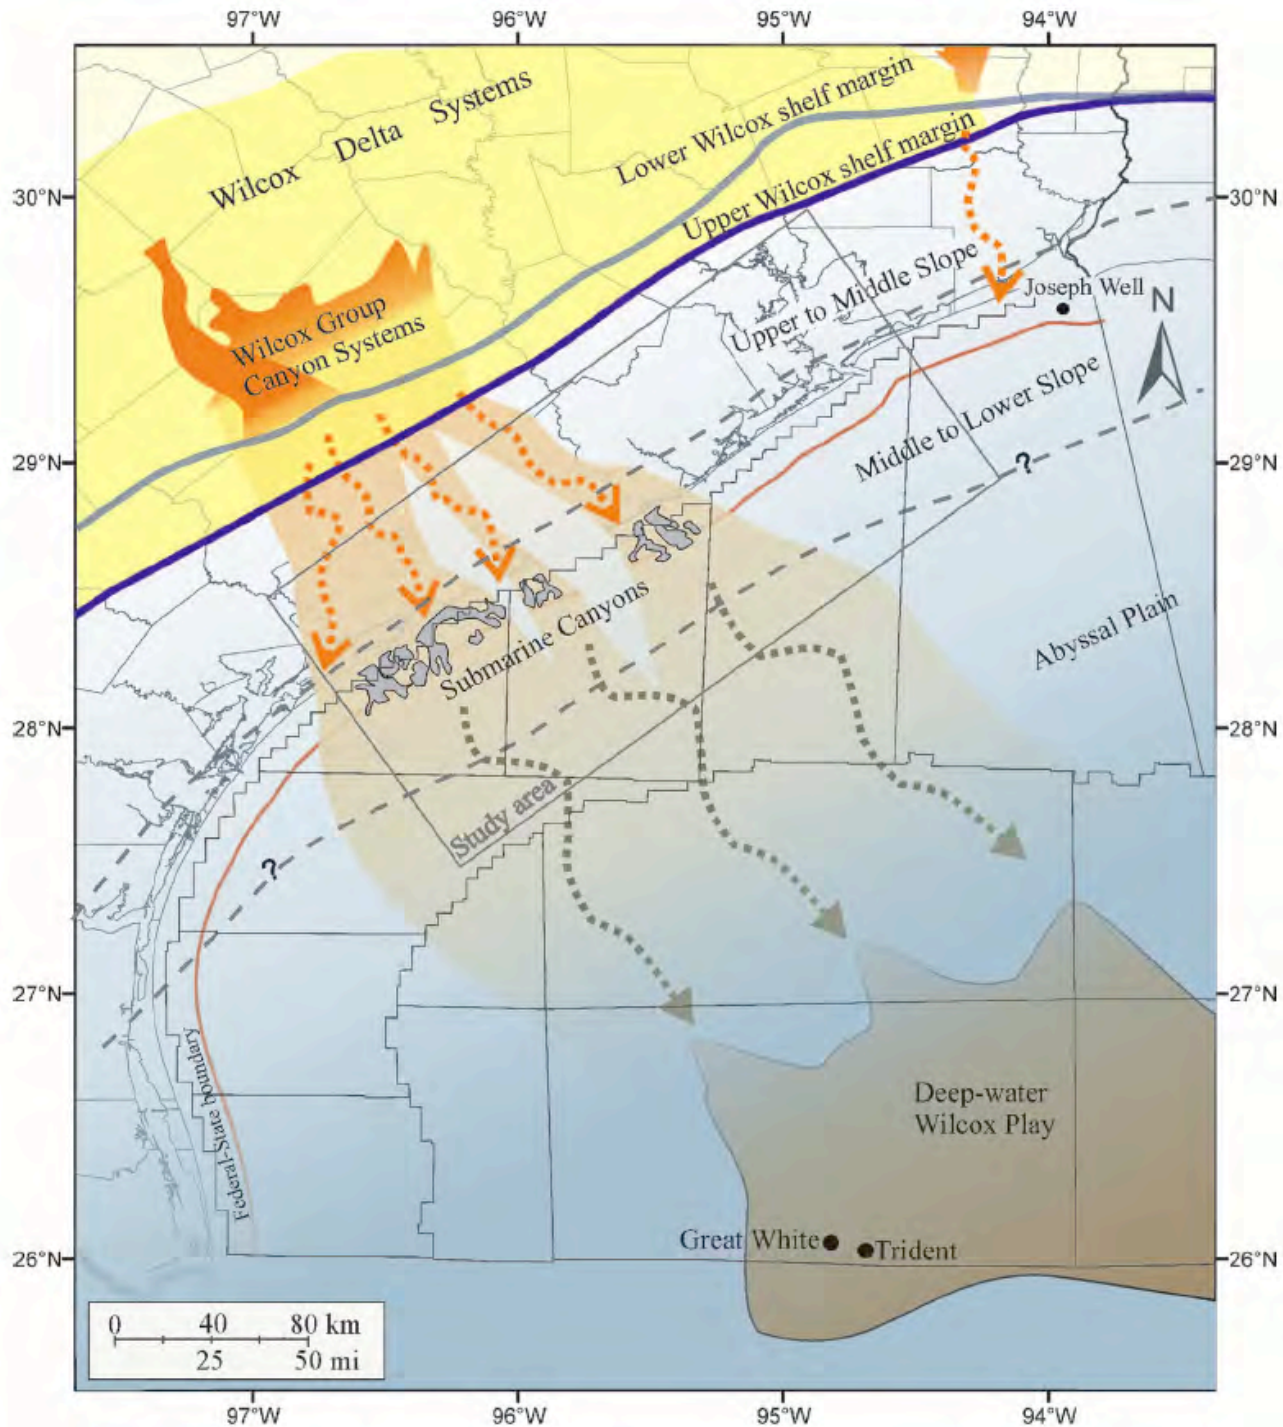 97°W 96°W 95°W 94°W
Wilcox Delta Systems
Lower Wilcox shelf margin
Upper Wilcox shelf margin
30°N 30°N
Upper to Middle Slope
Joseph Well
N
Wilcox Group
Canyon Systems
Middle to Lower Slope
29°N 29°N
?
Submarine Canyons
Abyssal Plain
28°N 28°N
Study area
?
27°N 27°N
Federal-State boundary
Deep-water
Wilcox Play
Great White
Trident
26°N 26°N
0 40 80 km
25 50 mi
97°W 96°W 95°W 94°W